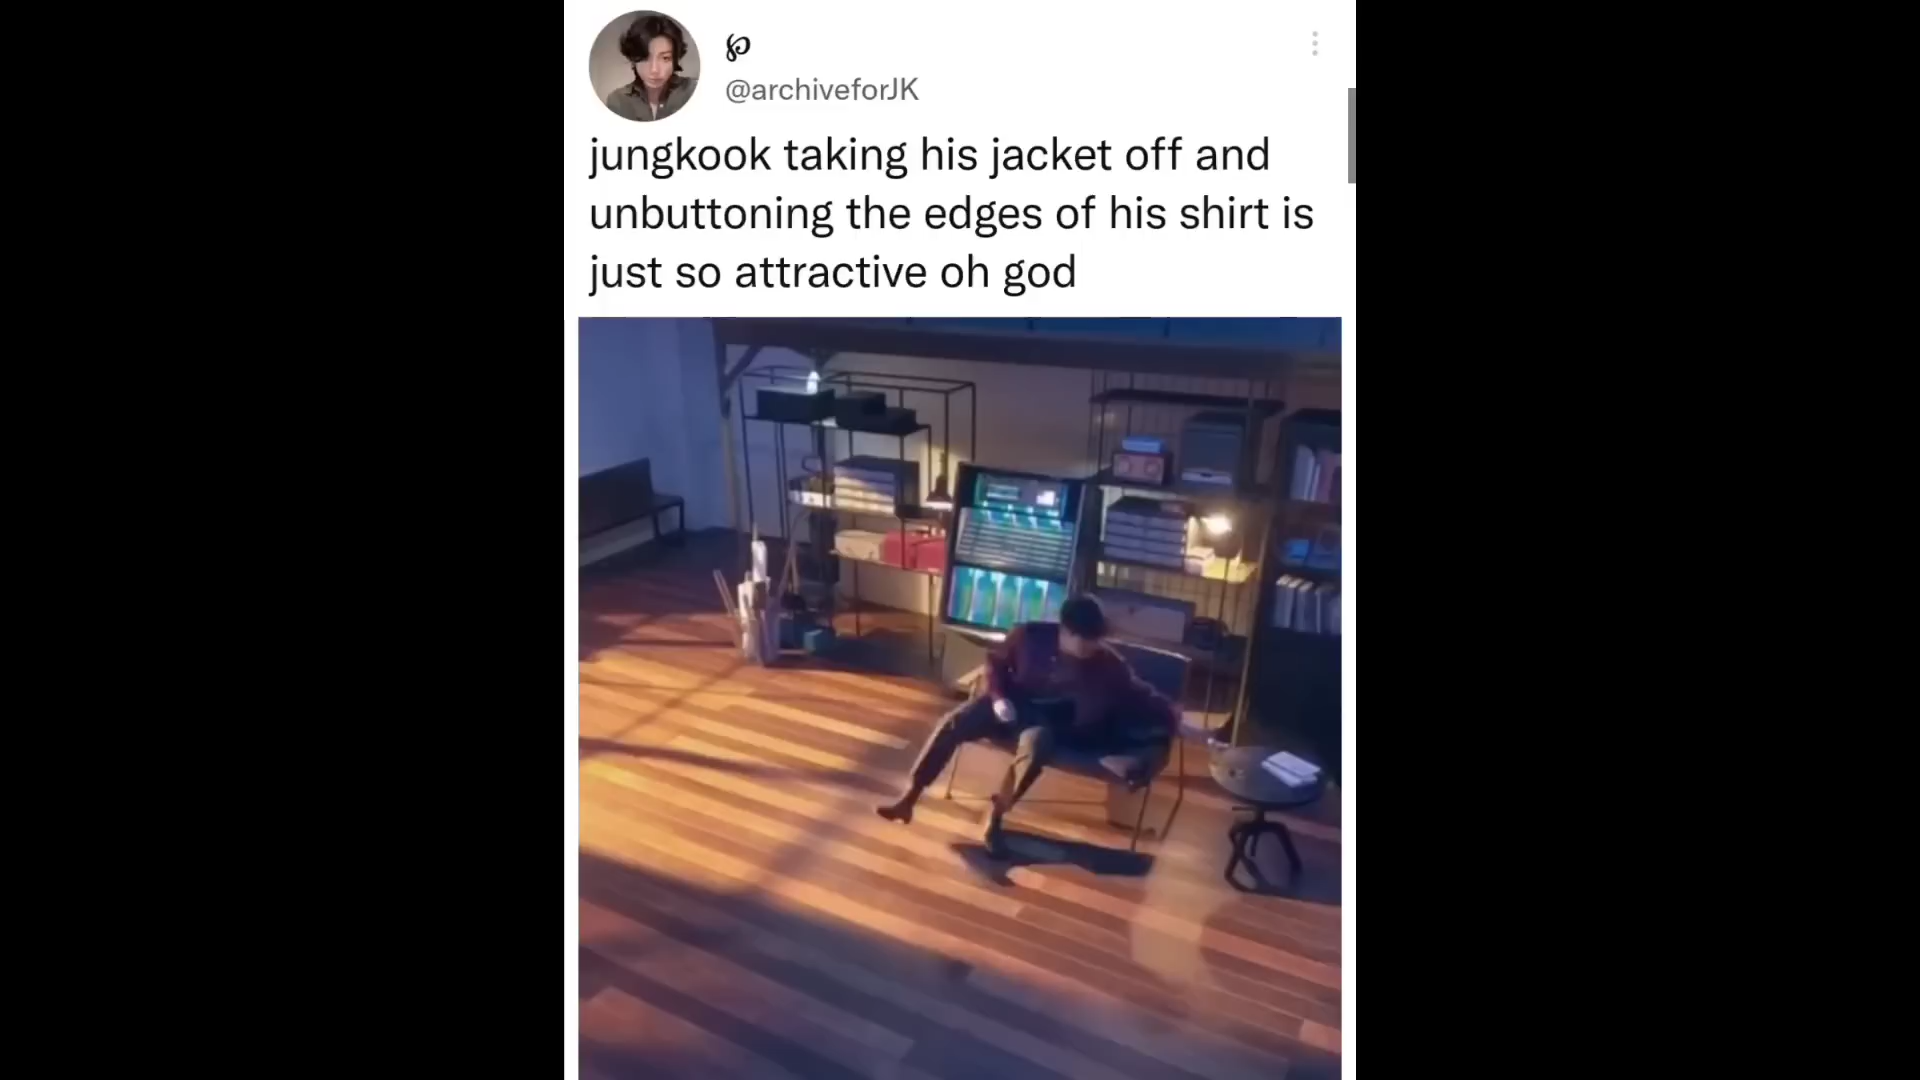 ℘
@archiveforJK
jungkook taking his jacket off and
unbuttoning the edges of his shirt is
just so attractive oh god